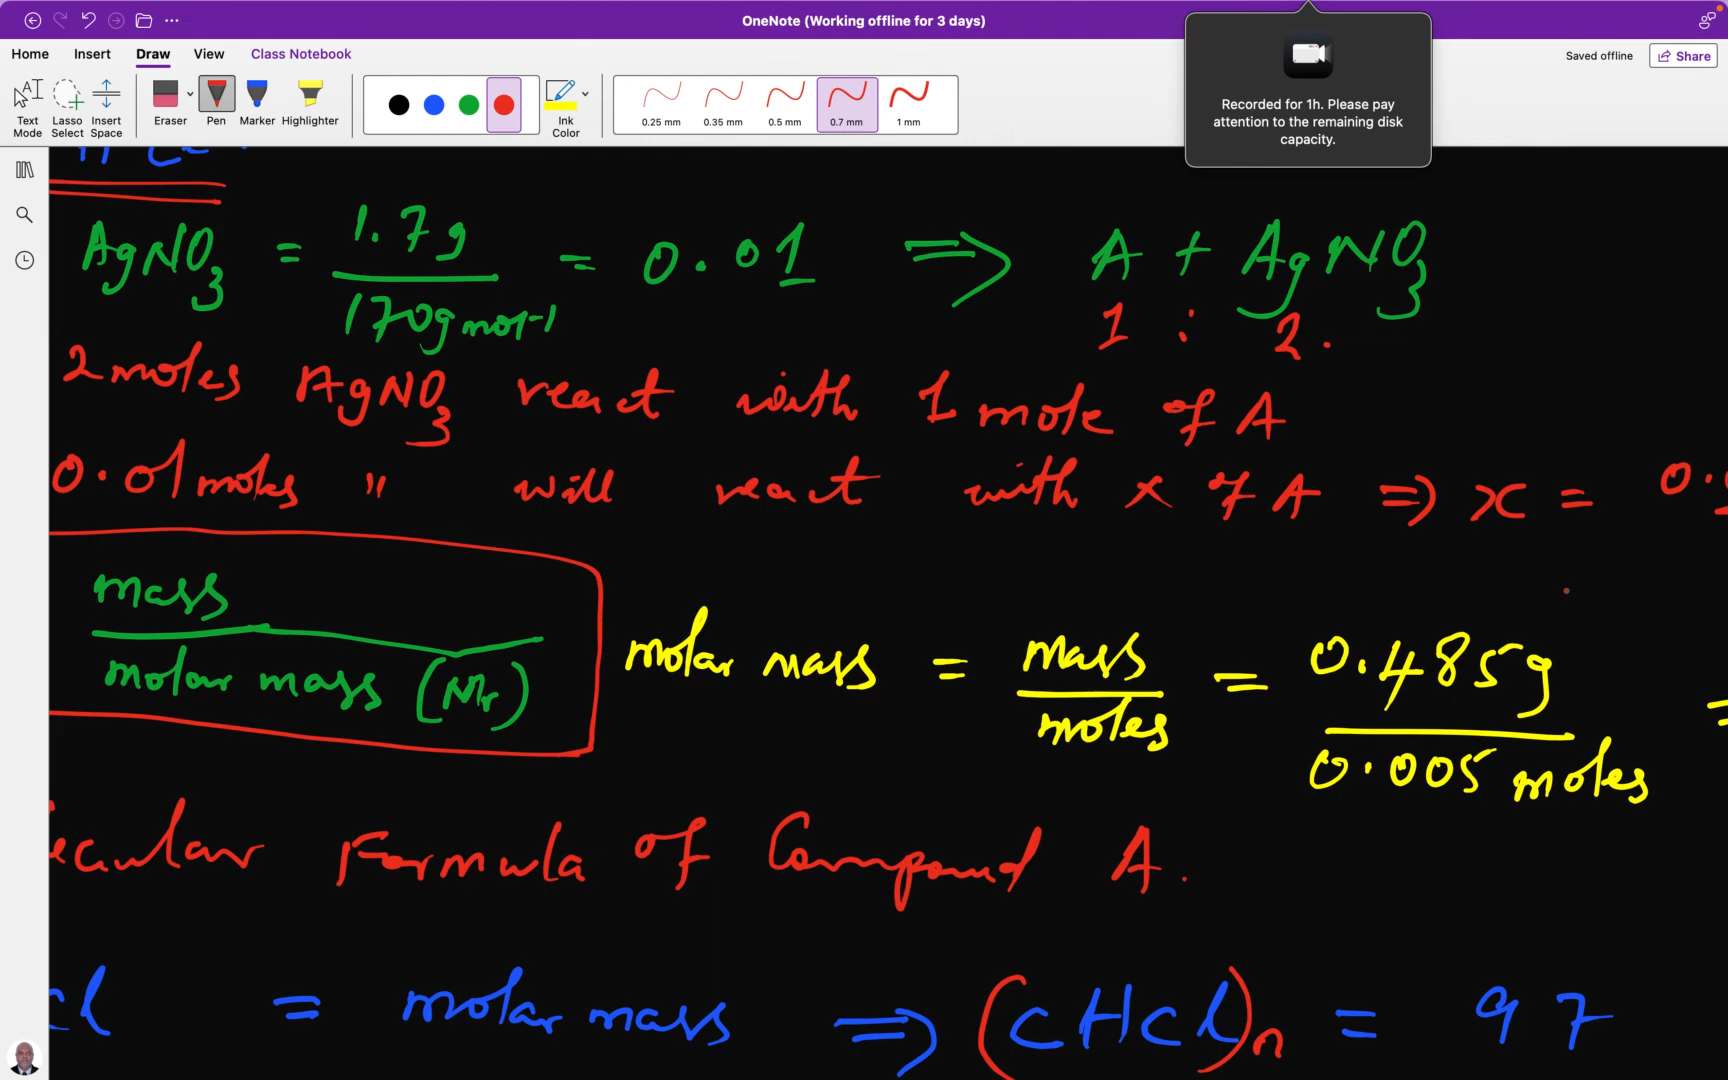 OneNote (Working offline for 3 days)
Home Insert Draw View Class Notebook
Saved offline Share
Recorded for 1h. Please pay
attention to the remaining disk
capacity.
Text Mode Lasso Select Insert Space Eraser Pen Marker Highlighter Ink Color 0.25 mm 0.35 mm 0.5 mm 0.7 mm 1 mm
AgNO3 = 1.7g / 170gmol-1 = 0.01 ⇒ A + AgNO3
1 : 2.
2 moles AgNO3 react with 1 mole of A
0.01 moles " will react with x of A ⇒ x = 0.
mass / molar mass (Mr)
molar mass = mass / moles = 0.485g / 0.005 moles =
ecular Formula of Compound A.
cl = molar mass ⇒ (CHCl)n = 97